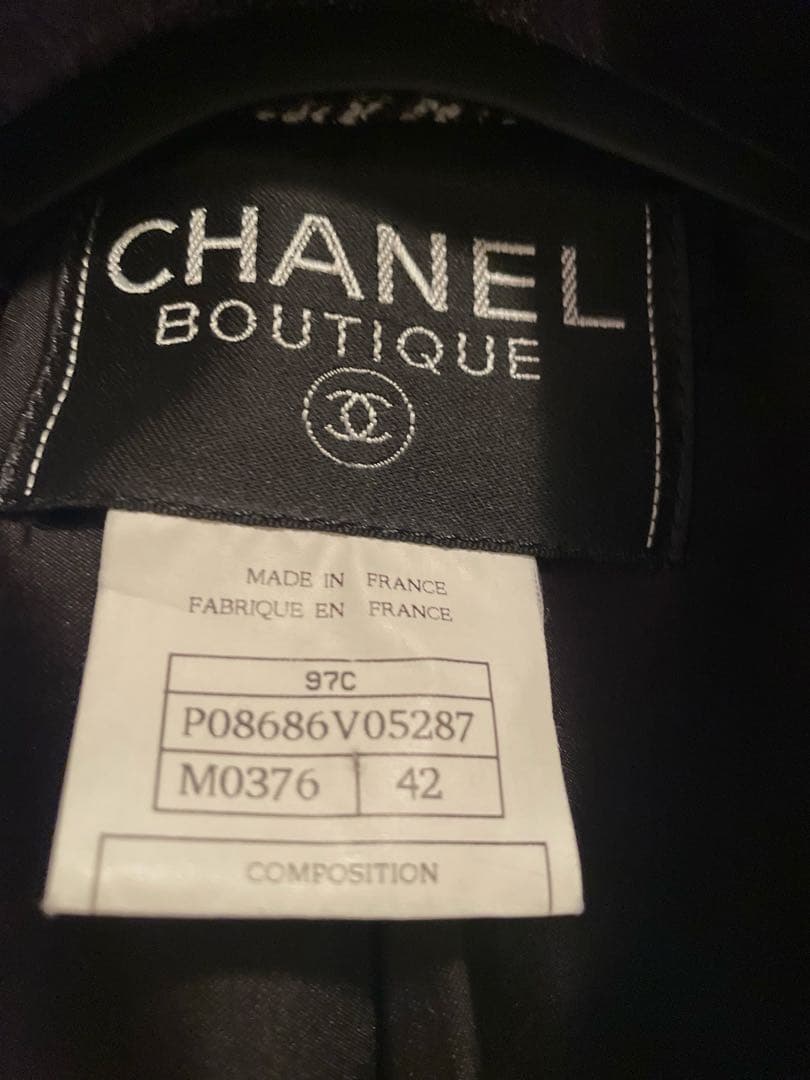 CHANEL
BOUTIQUE
MADE IN FRANCE
FABRIQUE EN FRANCE
97C
P08686V05287
M0376 42
COMPOSITION